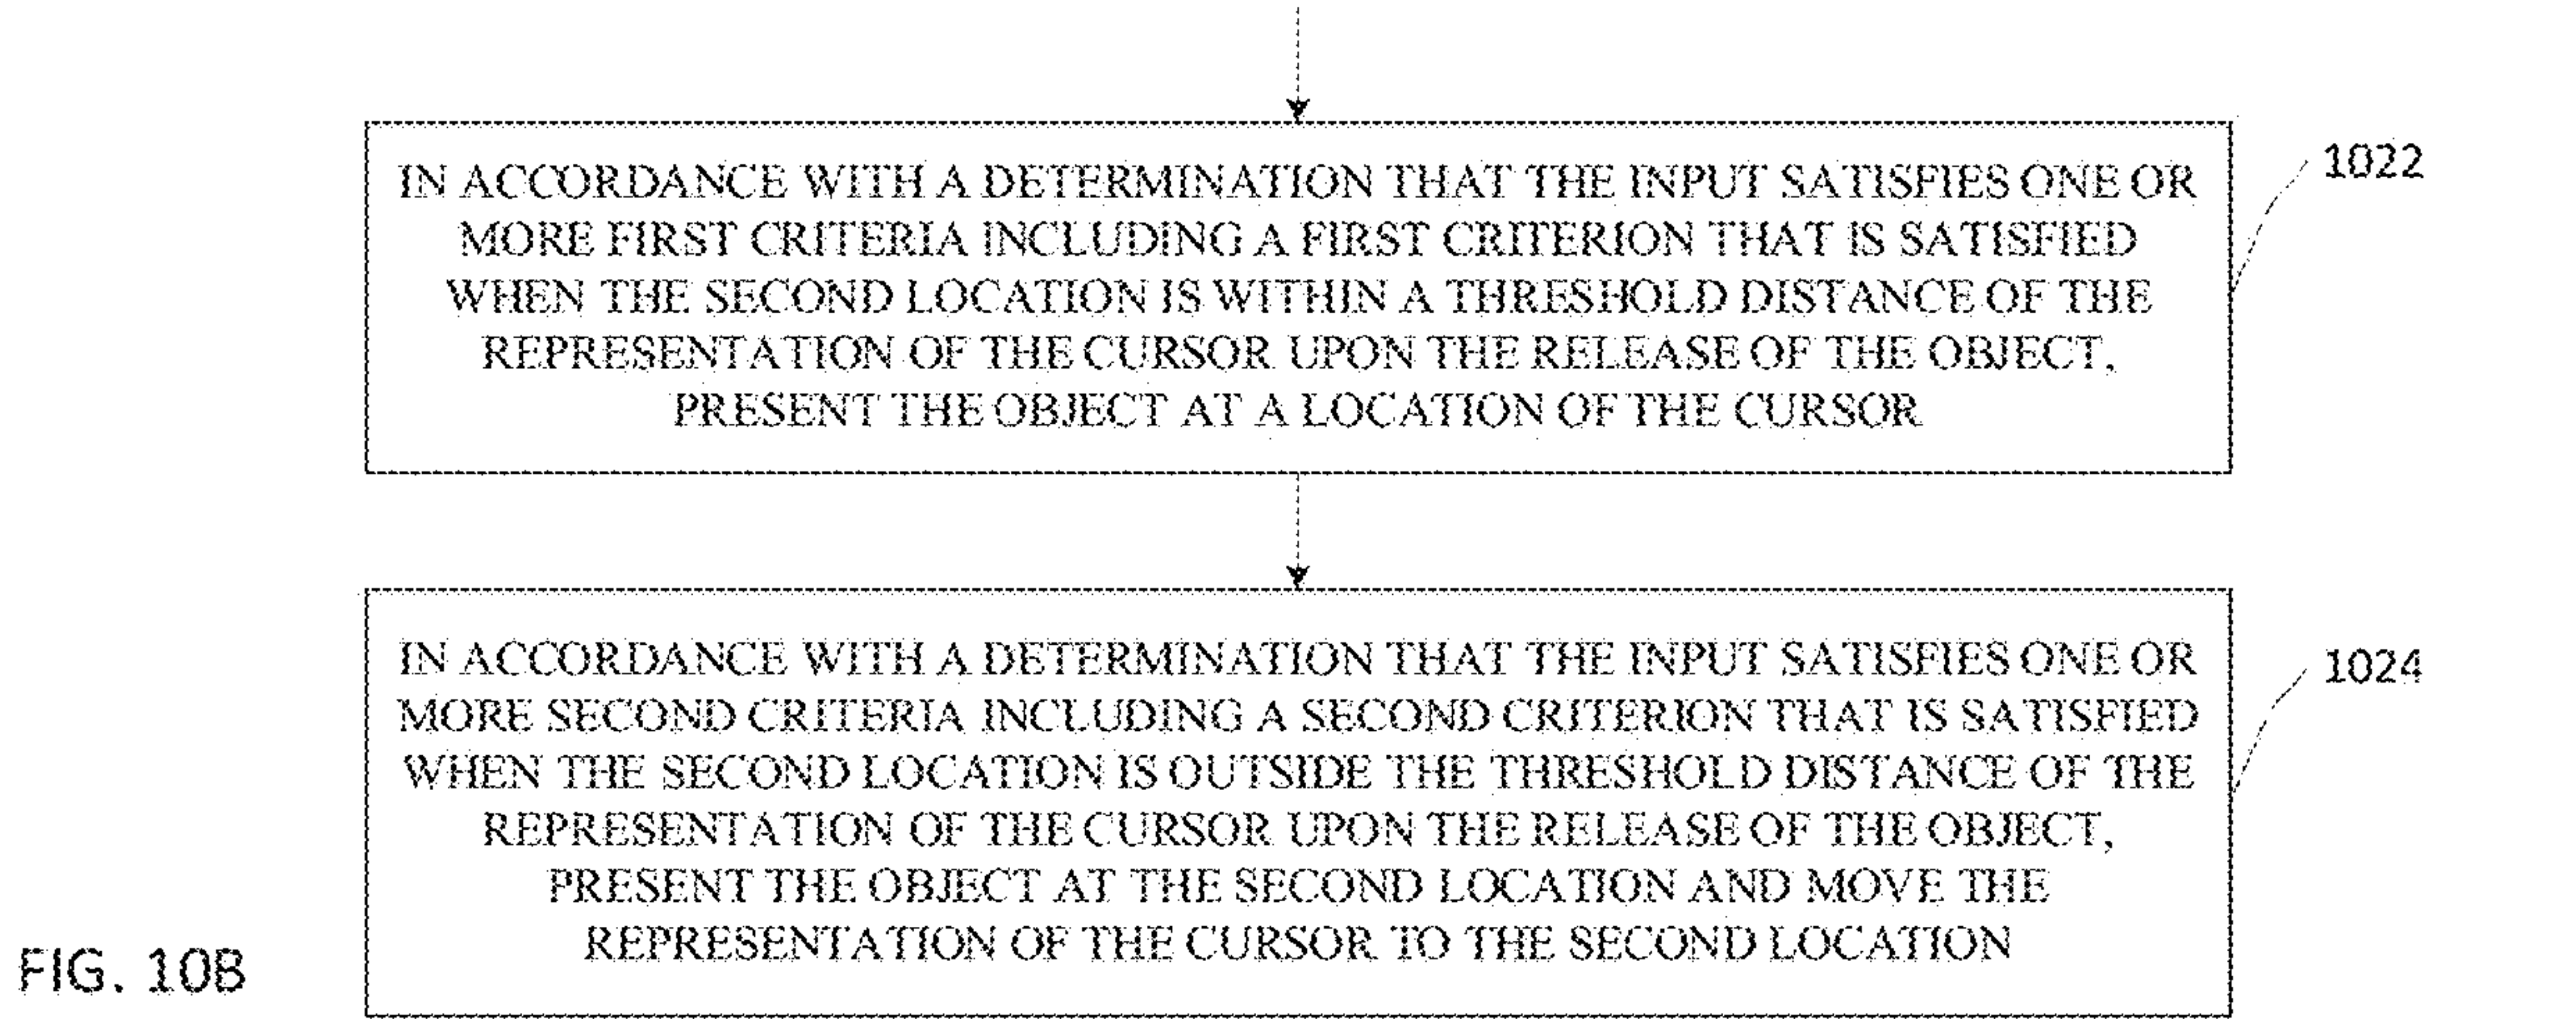 IN ACCORDANCE WITH A DETERMINATION THAT THE INPUT SATISFIES ONE OR
MORE FIRST CRITERIA INCLUDING A FIRST CRITERION THAT IS SATISFIED
WHEN THE SECOND LOCATION IS WITHIN A THRESHOLD DISTANCE OF THE
REPRESENTATION OF THE CURSOR UPON THE RELEASE OF THE OBJECT,
PRESENT THE OBJECT AT A LOCATION OF THE CURSOR
1022
IN ACCORDANCE WITH A DETERMINATION THAT THE INPUT SATISFIES ONE OR
MORE SECOND CRITERIA INCLUDING A SECOND CRITERION THAT IS SATISFIED
WHEN THE SECOND LOCATION IS OUTSIDE THE THRESHOLD DISTANCE OF THE
REPRESENTATION OF THE CURSOR UPON THE RELEASE OF THE OBJECT,
PRESENT THE OBJECT AT THE SECOND LOCATION AND MOVE THE
REPRESENTATION OF THE CURSOR TO THE SECOND LOCATION
1024
FIG. 10B